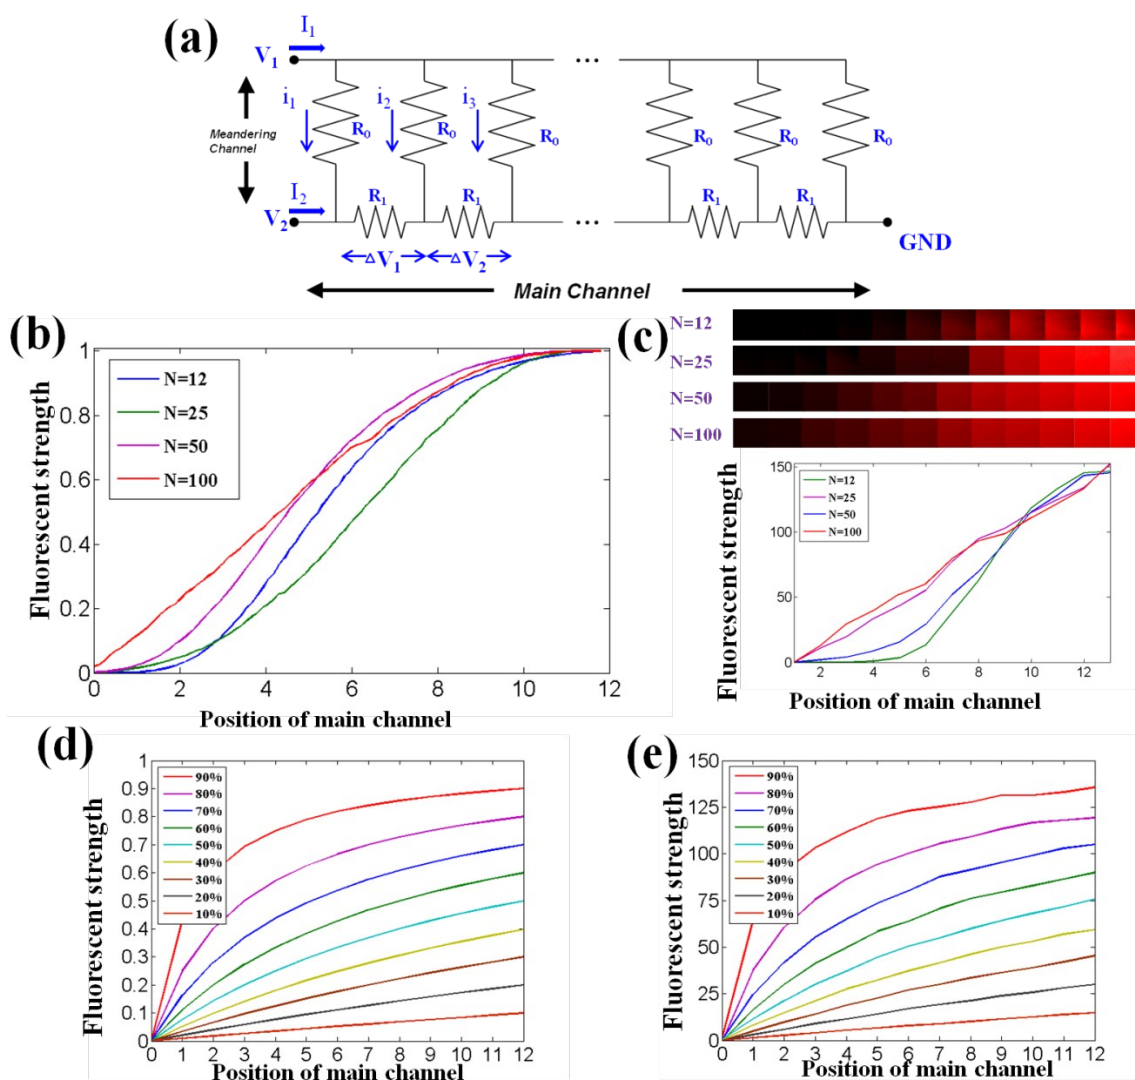 (a)
I1
V1
i1
i2
i3
R0
R0
R0
R0
R0
R0
Meandering
Channel
I2
V2
R1
R1
R1
R1
GND
△V1
△V2
Main Channel
(b)
Fluorescent strength
1
0.8
0.6
0.4
0.2
0
N=12
N=25
N=50
N=100
0 2 4 6 8 10 12
Position of main channel
(c)
N=12
N=25
N=50
N=100
Fluorescent strength
150
100
50
0
N=12
N=25
N=50
N=100
2 4 6 8 10 12
Position of main channel
(d)
Fluorescent strength
1
0.9
0.8
0.7
0.6
0.5
0.4
0.3
0.2
0.1
0
90%
80%
70%
60%
50%
40%
30%
20%
10%
0 1 2 3 4 5 6 7 8 9 10 11 12
Position of main channel
(e)
Fluorescent strength
150
125
100
75
50
25
0
90%
80%
70%
60%
50%
40%
30%
20%
10%
0 1 2 3 4 5 6 7 8 9 10 11 12
Position of main channel